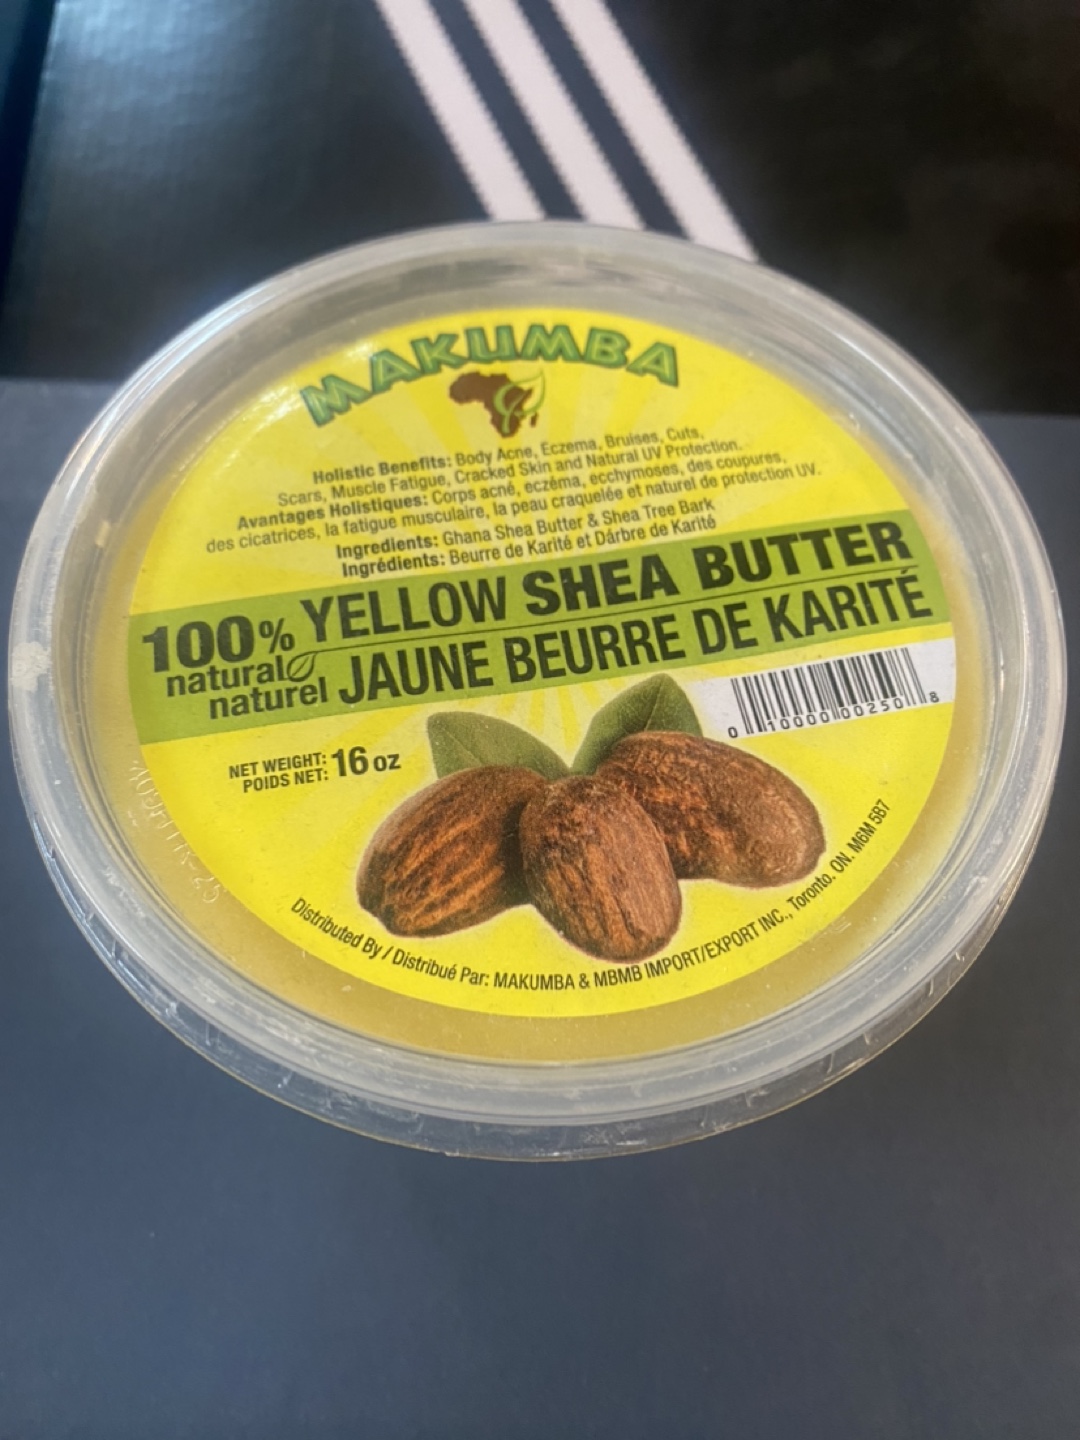 MAKUMBA
Holistic Benefits: Body Acne, Eczema, Bruises, Cuts,
Scars, Muscle Fatigue, Cracked Skin and Natural UV Protection.
Avantages Holistiques: Corps acné, eczéma, ecchymoses, des coupures,
des cicatrices, la fatigue musculaire, la peau craquelée et naturel de protection UV.
Ingredients: Ghana Shea Butter & Shea Tree Bark
Ingrédients: Beurre de Karité et Dárbre de Karité
100% natural YELLOW SHEA BUTTER
naturel JAUNE BEURRE DE KARITÉ
0 10000 00250 8
NET WEIGHT: 16 oz
POIDS NET:
Distributed By / Distribué Par: MAKUMBA & MBMB IMPORT/EXPORT INC., Toronto. ON. M6M 5B7